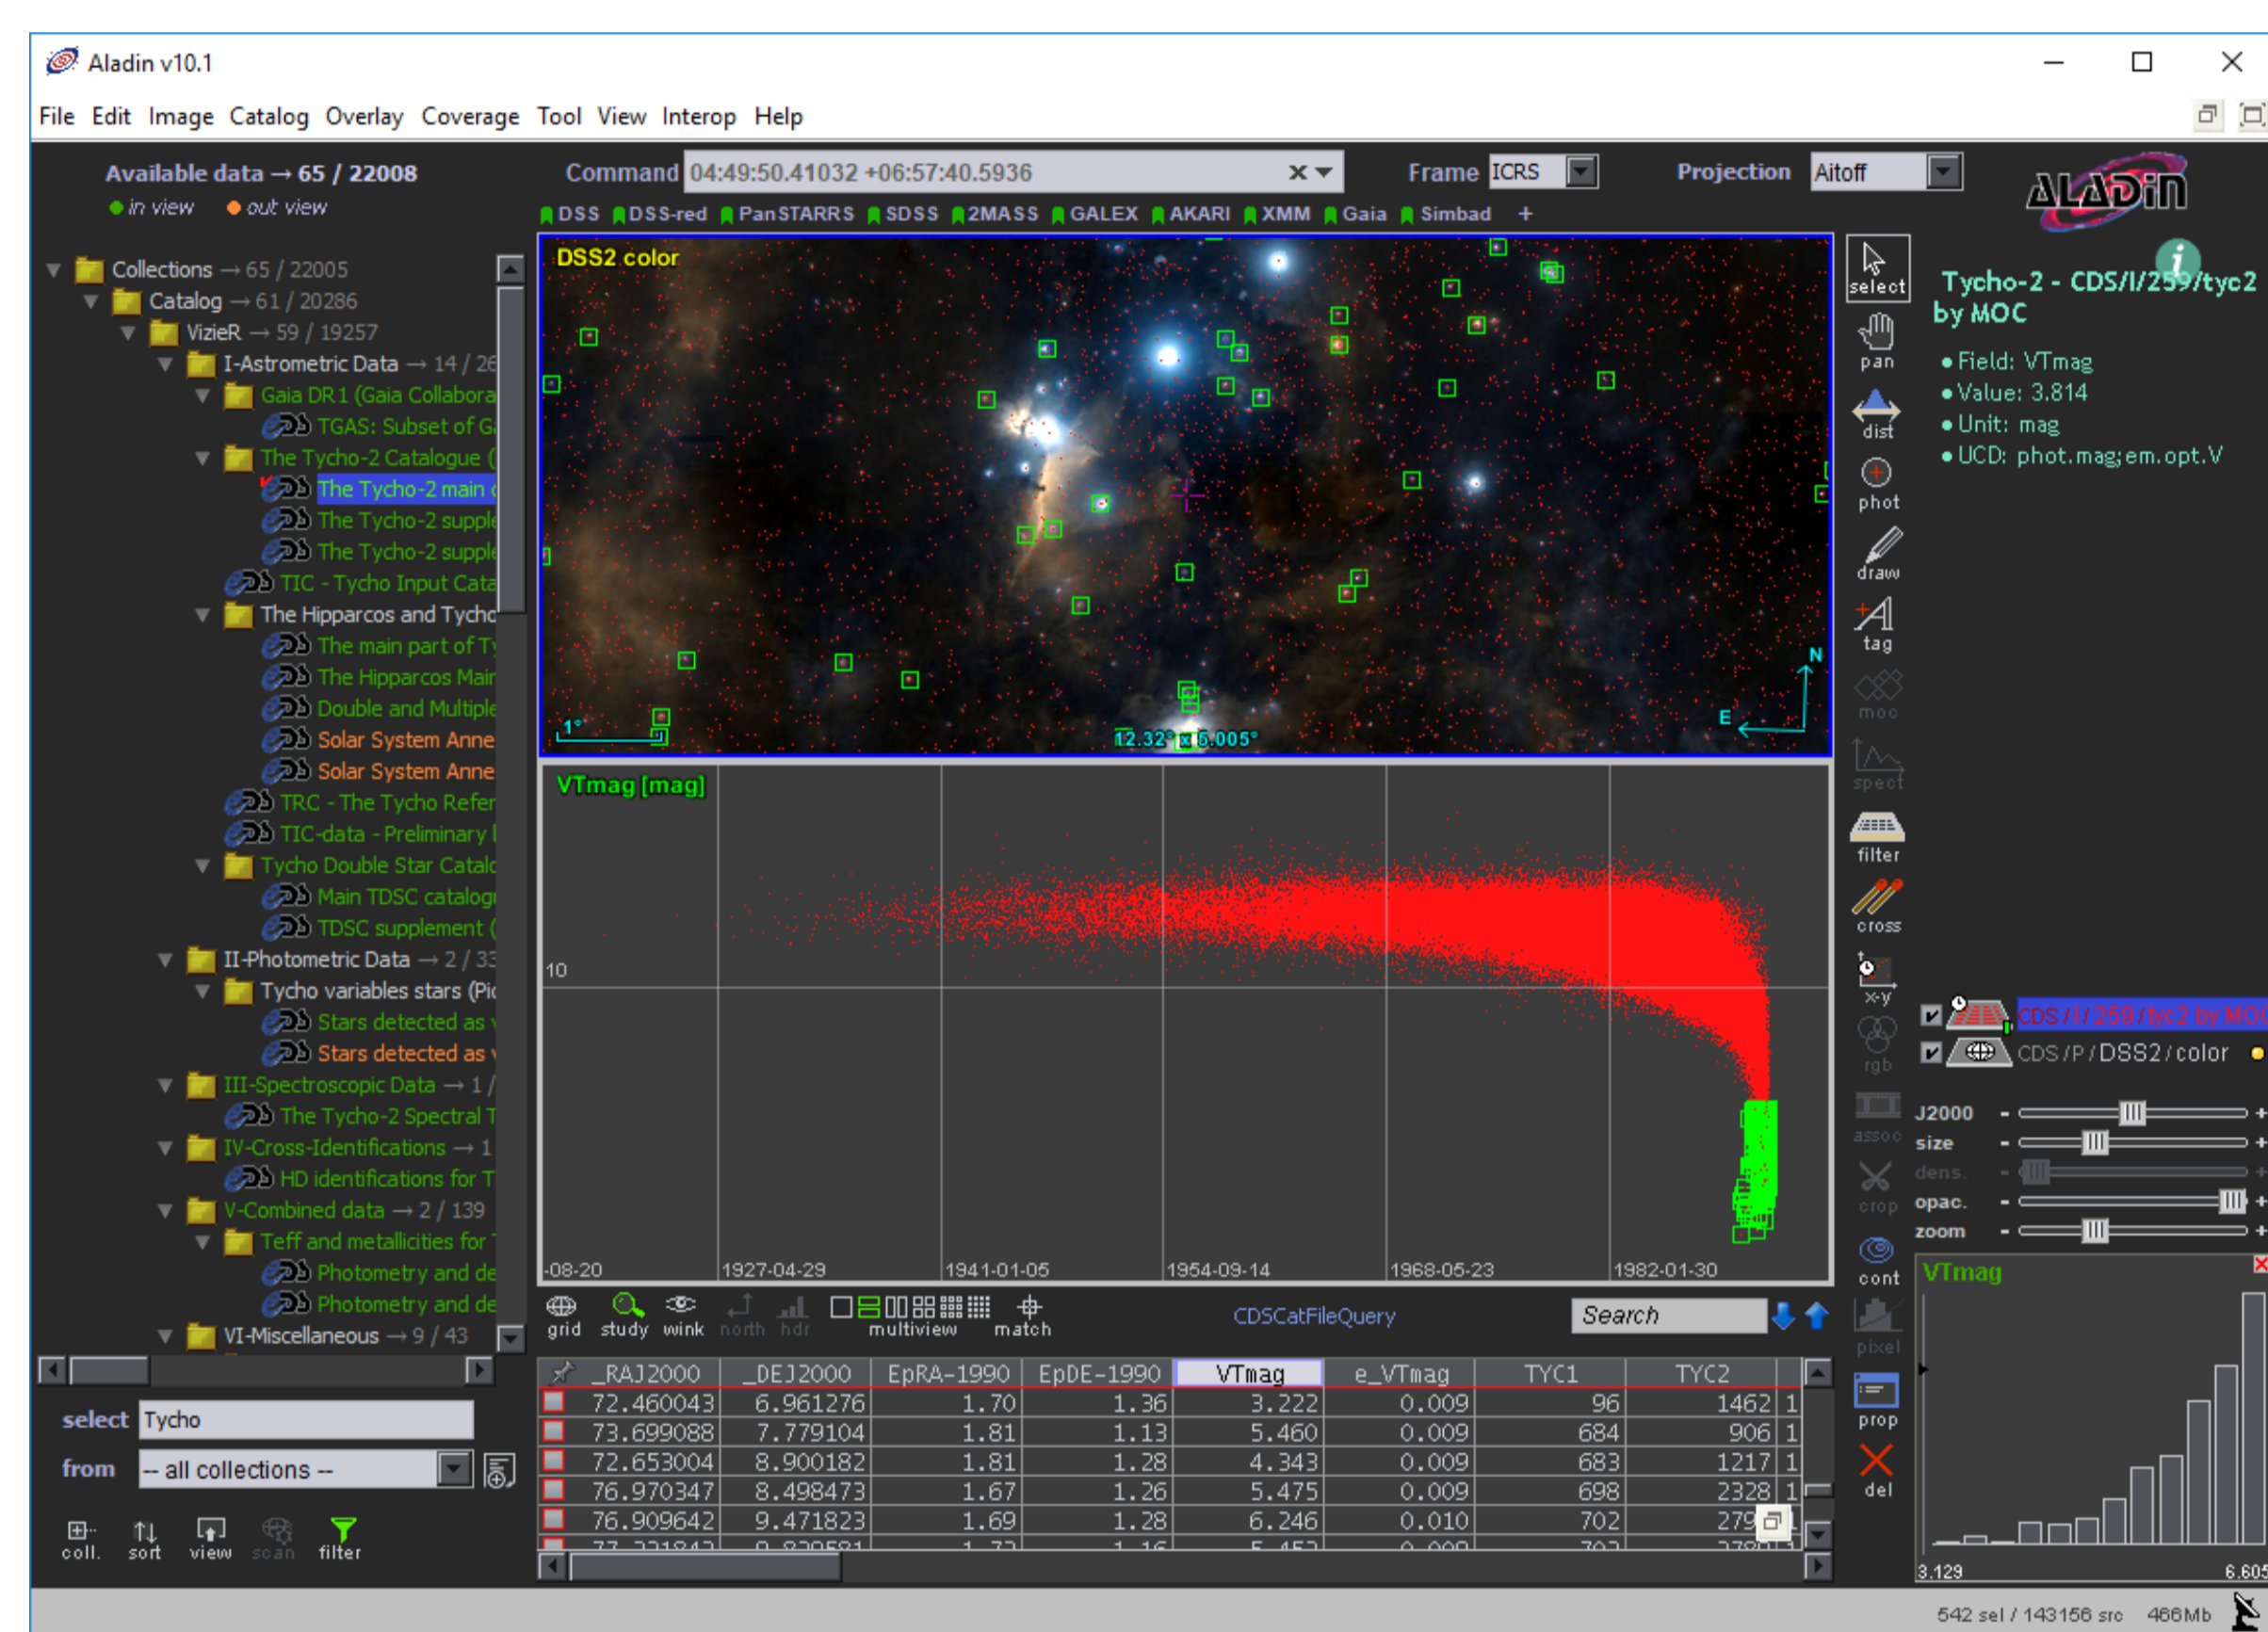 Aladin v10.1
File Edit Image Catalog Overlay Coverage Tool View Interop Help
Available data → 65 / 22008
in view out view
Command 04:49:50.41032 +06:57:40.5936
Frame ICRS
Projection Aitoff
ALADIN
DSS DSS-red PanSTARRS SDSS 2MASS GALEX AKARI XMM Gaia Simbad +
Collections → 65 / 22005
Catalog → 61 / 20286
VizieR → 59 / 19257
I-Astrometric Data → 14 / 26
Gaia DR1 (Gaia Collabora
TGAS: Subset of Ga
The Tycho-2 Catalogue (
The Tycho-2 main c
The Tycho-2 supple
The Tycho-2 supple
TIC - Tycho Input Cata
The Hipparcos and Tycho
The main part of Ty
The Hipparcos Mair
Double and Multiple
Solar System Anne
Solar System Anne
TRC - The Tycho Refer
TIC-data - Preliminary
Tycho Double Star Catalo
Main TDSC catalog
TDSC supplement (
II-Photometric Data → 2 / 33
Tycho variables stars (Pic
Stars detected as v
Stars detected as v
III-Spectroscopic Data → 1 /
The Tycho-2 Spectral T
IV-Cross-Identifications → 1
HD identifications for T
V-Combined data → 2 / 139
Teff and metallicities for
Photometry and de
Photometry and de
VI-Miscellaneous → 9 / 43
select Tycho
from -- all collections --
coll. sort view scan filter
DSS2 color
1°
12.32° x 5.005°
N
E
VTmag [mag]
10
-08-20 1927-04-29 1941-01-05 1954-09-14 1968-05-23 1982-01-30
grid study wink north hdr multiview match
CDSCatFileQuery
Search
_RAJ2000 _DEJ2000 EpRA-1990 EpDE-1990 VTmag e_VTmag TYC1 TYC2
72.460043 6.961276 1.70 1.36 3.222 0.009 96 1462 1
73.699088 7.779104 1.81 1.13 5.460 0.009 684 906 1
72.653004 8.900182 1.81 1.28 4.343 0.009 683 1217 1
76.970347 8.498473 1.67 1.26 5.475 0.009 698 2328 1
76.909642 9.471823 1.69 1.28 6.246 0.010 702 279
select
pan
dist
phot
draw
tag
moc
spect
filter
cross
x-y
rgb
assoc
crop
cont
pixel
prop
del
Tycho-2 - CDS/I/259/tyc2
by MOC
Field: VTmag
Value: 3.814
Unit: mag
UCD: phot.mag;em.opt.V
CDS/I/259/tyc2 by MOC
CDS/P/DSS2/color
J2000 - +
size - +
dens. - +
opac. - +
zoom - +
VTmag
3.129 6.605
542 sel / 143156 src 466Mb